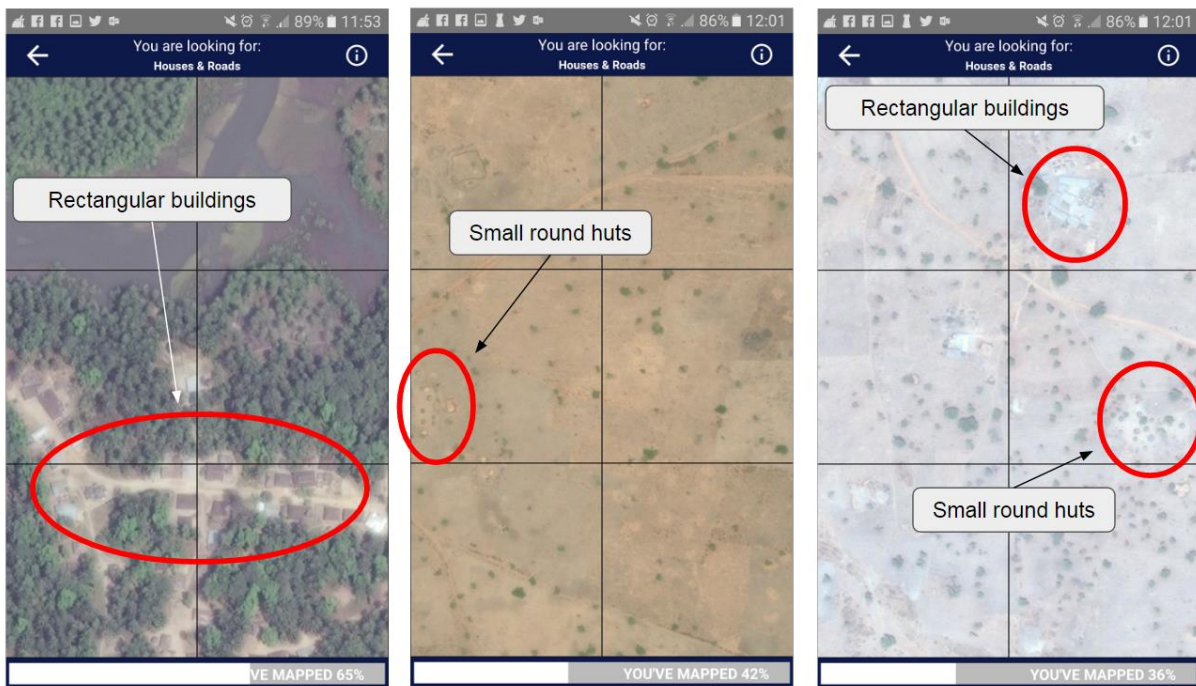 89% 11:53
You are looking for:
Houses & Roads
Rectangular buildings
VE MAPPED 65%
86% 12:01
You are looking for:
Houses & Roads
Small round huts
YOU'VE MAPPED 42%
86% 12:01
You are looking for:
Houses & Roads
Rectangular buildings
Small round huts
YOU'VE MAPPED 36%